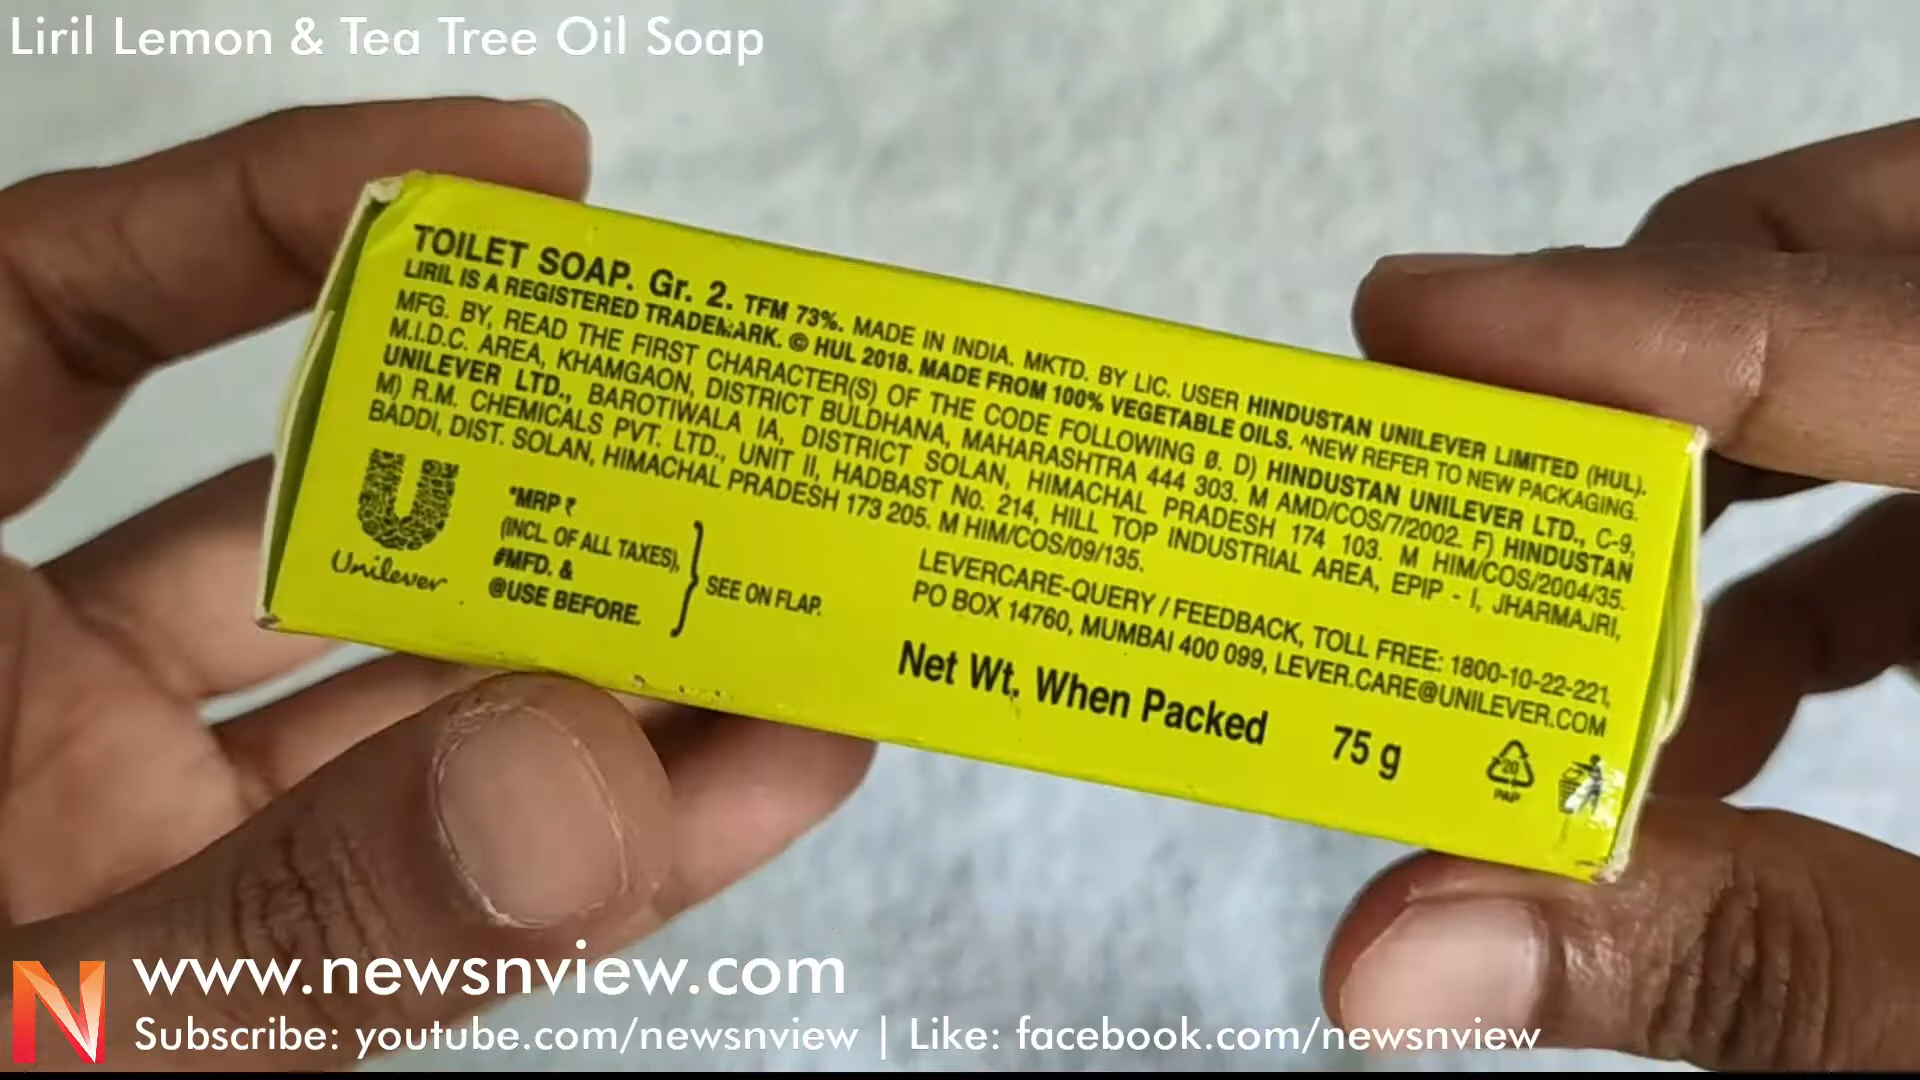 Liril Lemon & Tea Tree Oil Soap
TOILET SOAP. Gr. 2. TFM 73%. MADE IN INDIA. MKTD. BY LIC. USER HINDUSTAN UNILEVER LIMITED (HUL).
LIRIL IS A REGISTERED TRADEMARK. © HUL 2018. MADE FROM 100% VEGETABLE OILS. ^NEW REFER TO NEW PACKAGING.
MFG. BY, READ THE FIRST CHARACTER(S) OF THE CODE FOLLOWING Ø. D) HINDUSTAN UNILEVER LTD., C-9,
M.I.D.C. AREA, KHAMGAON, DISTRICT BULDHANA, MAHARASHTRA 444 303. M AMD/COS/7/2002. F) HINDUSTAN
UNILEVER LTD., BAROTIWALA IA, DISTRICT SOLAN, HIMACHAL PRADESH 174 103. M HIM/COS/2004/35.
M) R.M. CHEMICALS PVT. LTD., UNIT II, HADBAST No. 214, HILL TOP INDUSTRIAL AREA, EPIP - I, JHARMAJRI,
BADDI, DIST. SOLAN, HIMACHAL PRADESH 173 205. M HIM/COS/09/135.
Unilever
*MRP ₹
(INCL. OF ALL TAXES),
#MFD. &
@USE BEFORE.
SEE ON FLAP.
LEVERCARE-QUERY / FEEDBACK, TOLL FREE: 1800-10-22-221,
PO BOX 14760, MUMBAI 400 099, LEVER.CARE@UNILEVER.COM
Net Wt. When Packed 75 g
20
PAP
N www.newsnview.com
Subscribe: youtube.com/newsnview | Like: facebook.com/newsnview